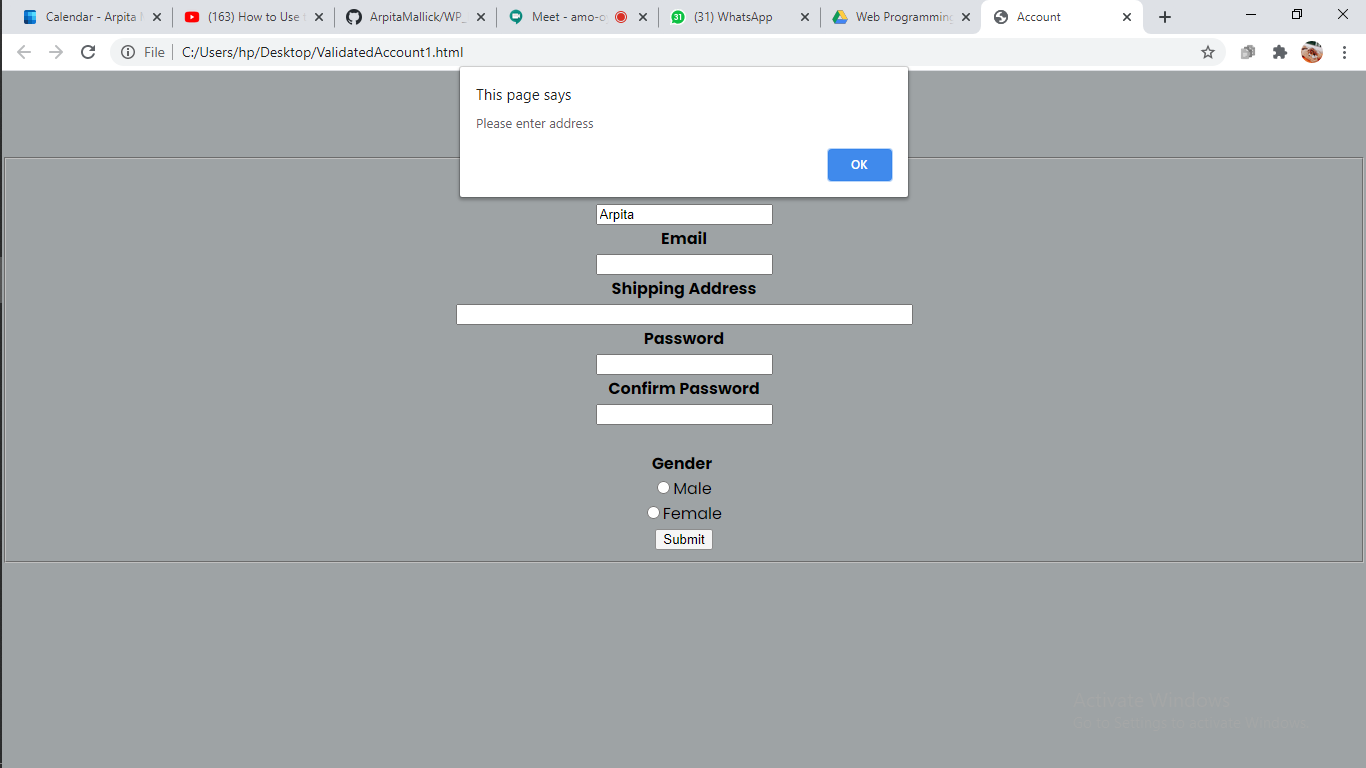 Calendar - Arpita
(163) How to Use
ArpitaMallick/WP_
Meet - amo-o
31
(31) WhatsApp
Web Programming
Account
File
C:/Users/hp/Desktop/ValidatedAccount1.html
This page says
Please enter address
OK
Arpita
Email
Shipping Address
Password
Confirm Password
Gender
Male
Female
Submit
Activate Windows
Go to Settings to activate Windows.